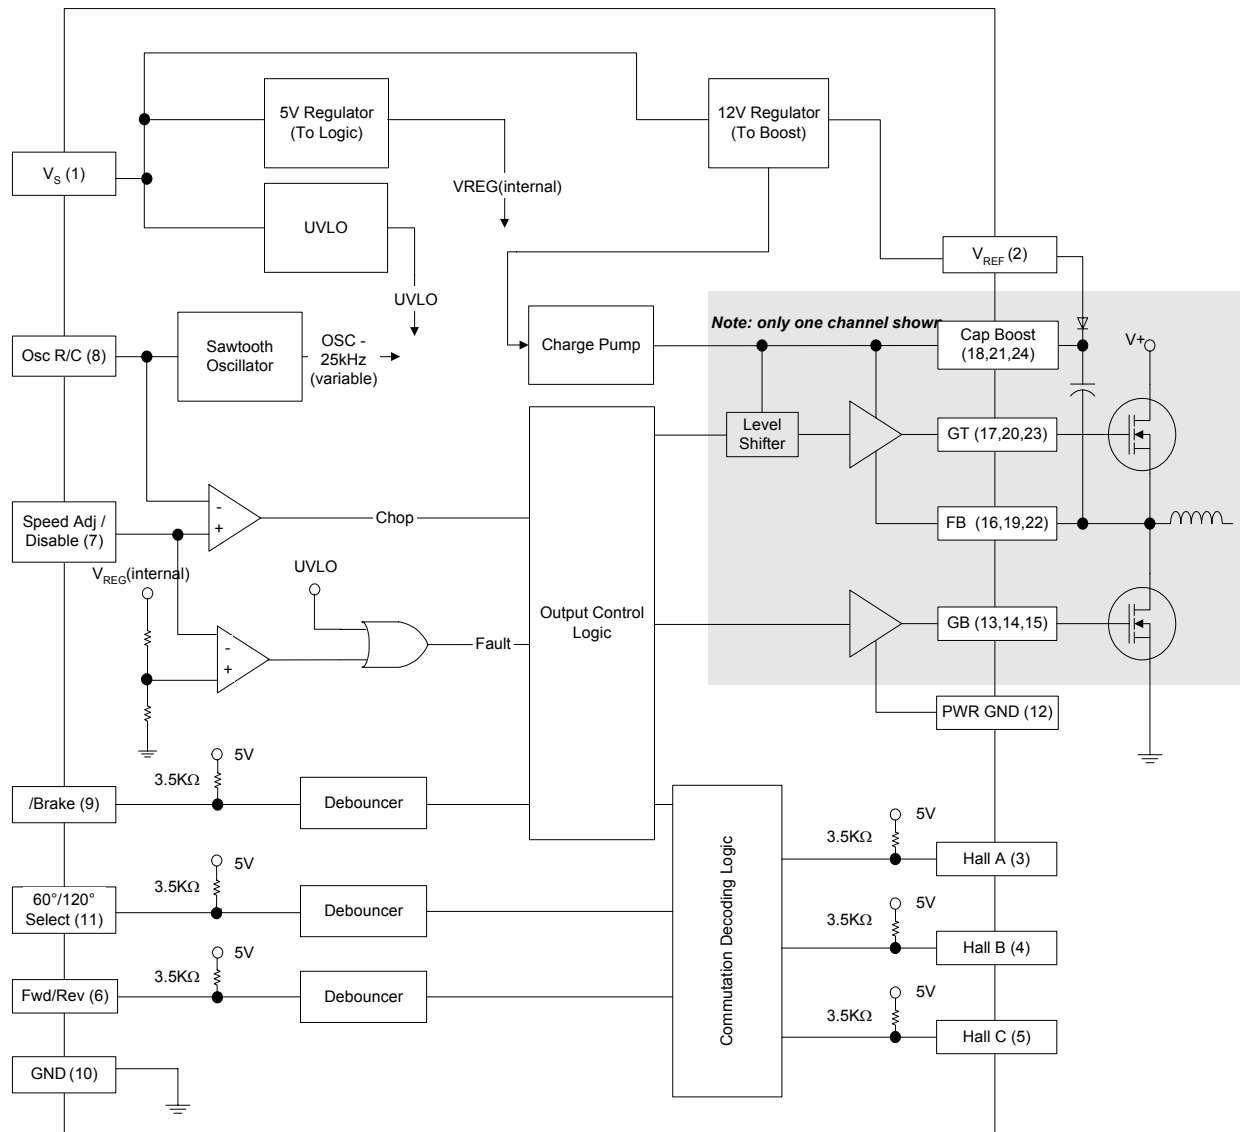 5V Regulator
(To Logic)
12V Regulator
(To Boost)
V_S (1)
VREG(internal)
UVLO
V_REF (2)
UVLO
Note: only one channel shown
Osc R/C (8)
Sawtooth
Oscillator
OSC -
25kHz
(variable)
Charge Pump
Cap Boost
(18,21,24)
V+
Level
Shifter
GT (17,20,23)
Speed Adj /
Disable (7)
-
+
Chop
FB (16,19,22)
V_REG(internal)
UVLO
Output Control
Logic
GB (13,14,15)
-
+
Fault
PWR GND (12)
5V
3.5KΩ
/Brake (9)
Debouncer
5V
3.5KΩ
Hall A (3)
5V
3.5KΩ
60°/120°
Select (11)
Debouncer
Commutation Decoding Logic
5V
3.5KΩ
Hall B (4)
5V
3.5KΩ
Fwd/Rev (6)
Debouncer
5V
3.5KΩ
Hall C (5)
GND (10)